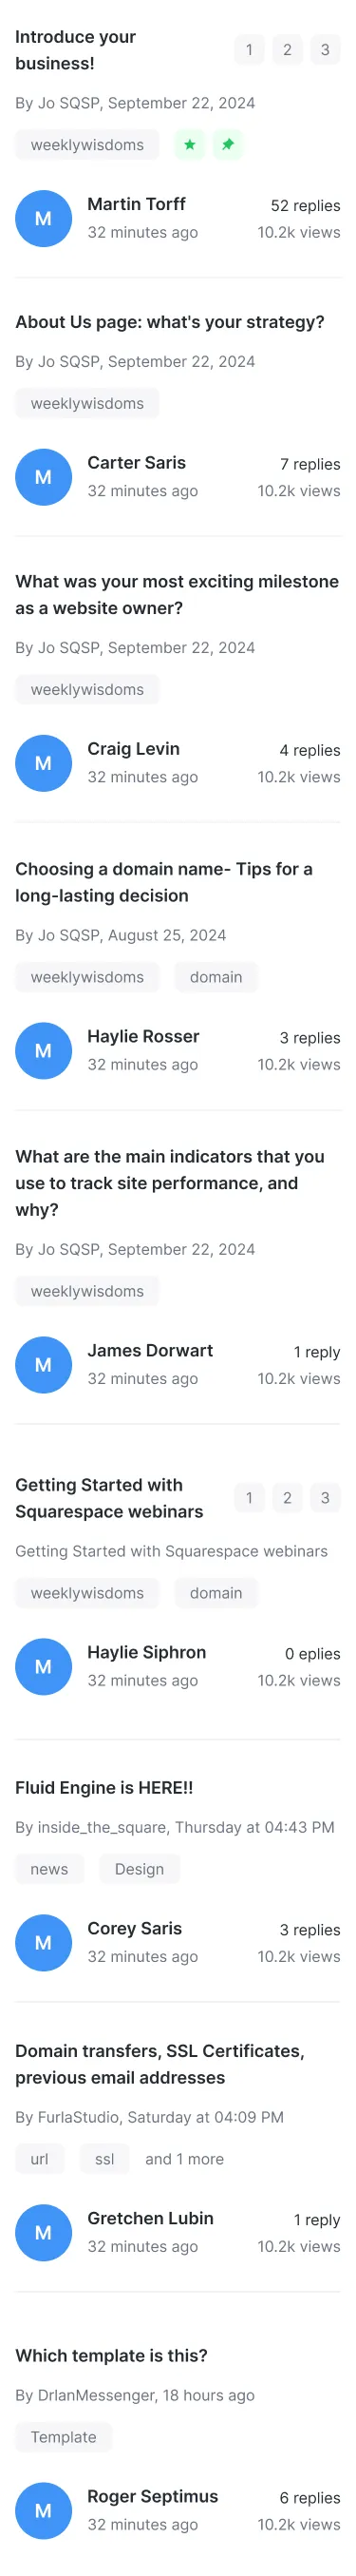 Introduce your
business!
1 2 3
By Jo SQSP, September 22, 2024
weeklywisdoms
M
Martin Torff
52 replies
32 minutes ago
10.2k views
About Us page: what's your strategy?
By Jo SQSP, September 22, 2024
weeklywisdoms
M
Carter Saris
7 replies
32 minutes ago
10.2k views
What was your most exciting milestone
as a website owner?
By Jo SQSP, September 22, 2024
weeklywisdoms
M
Craig Levin
4 replies
32 minutes ago
10.2k views
Choosing a domain name- Tips for a
long-lasting decision
By Jo SQSP, August 25, 2024
weeklywisdoms domain
M
Haylie Rosser
3 replies
32 minutes ago
10.2k views
What are the main indicators that you
use to track site performance, and
why?
By Jo SQSP, September 22, 2024
weeklywisdoms
M
James Dorwart
1 reply
32 minutes ago
10.2k views
Getting Started with
Squarespace webinars
1 2 3
Getting Started with Squarespace webinars
weeklywisdoms domain
M
Haylie Siphron
0 eplies
32 minutes ago
10.2k views
Fluid Engine is HERE!!
By inside_the_square, Thursday at 04:43 PM
news Design
M
Corey Saris
3 replies
32 minutes ago
10.2k views
Domain transfers, SSL Certificates,
previous email addresses
By FurlaStudio, Saturday at 04:09 PM
url ssl and 1 more
M
Gretchen Lubin
1 reply
32 minutes ago
10.2k views
Which template is this?
By DrIanMessenger, 18 hours ago
Template
M
Roger Septimus
6 replies
32 minutes ago
10.2k views